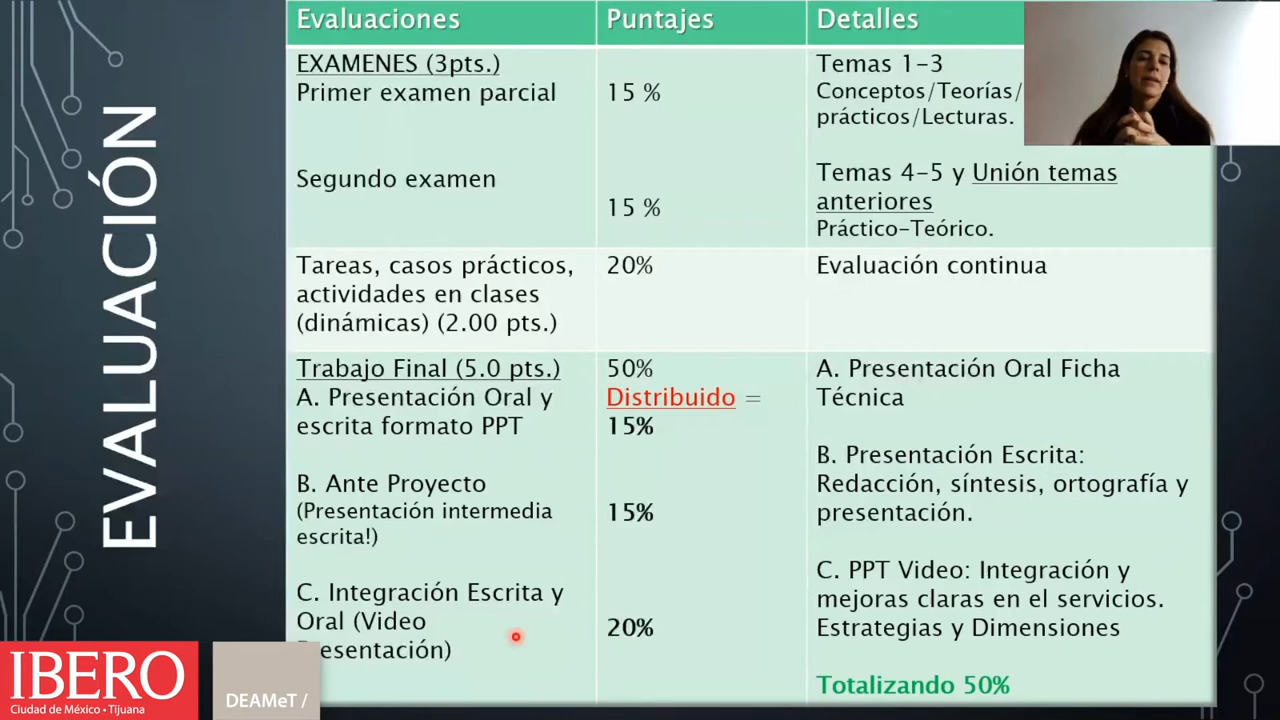 EVALUACIÓN
Evaluaciones
Puntajes
Detalles
EXAMENES (3pts.)
Primer examen parcial
15 %
Temas 1-3
Conceptos/Teorías/
prácticos/Lecturas.
Segundo examen
15 %
Temas 4-5 y Unión temas
anteriores
Práctico-Teórico.
Tareas, casos prácticos,
actividades en clases
(dinámicas) (2.00 pts.)
20%
Evaluación continua
Trabajo Final (5.0 pts.)
A. Presentación Oral y
escrita formato PPT
50%
Distribuido =
15%
A. Presentación Oral Ficha
Técnica
B. Ante Proyecto
(Presentación intermedia
escrita!)
15%
B. Presentación Escrita:
Redacción, síntesis, ortografía y
presentación.
C. Integración Escrita y
Oral (Video
esentación)
20%
C. PPT Video: Integración y
mejoras claras en el servicios.
Estrategias y Dimensiones
Totalizando 50%
IBERO
Ciudad de México • Tijuana
DEAMeT /